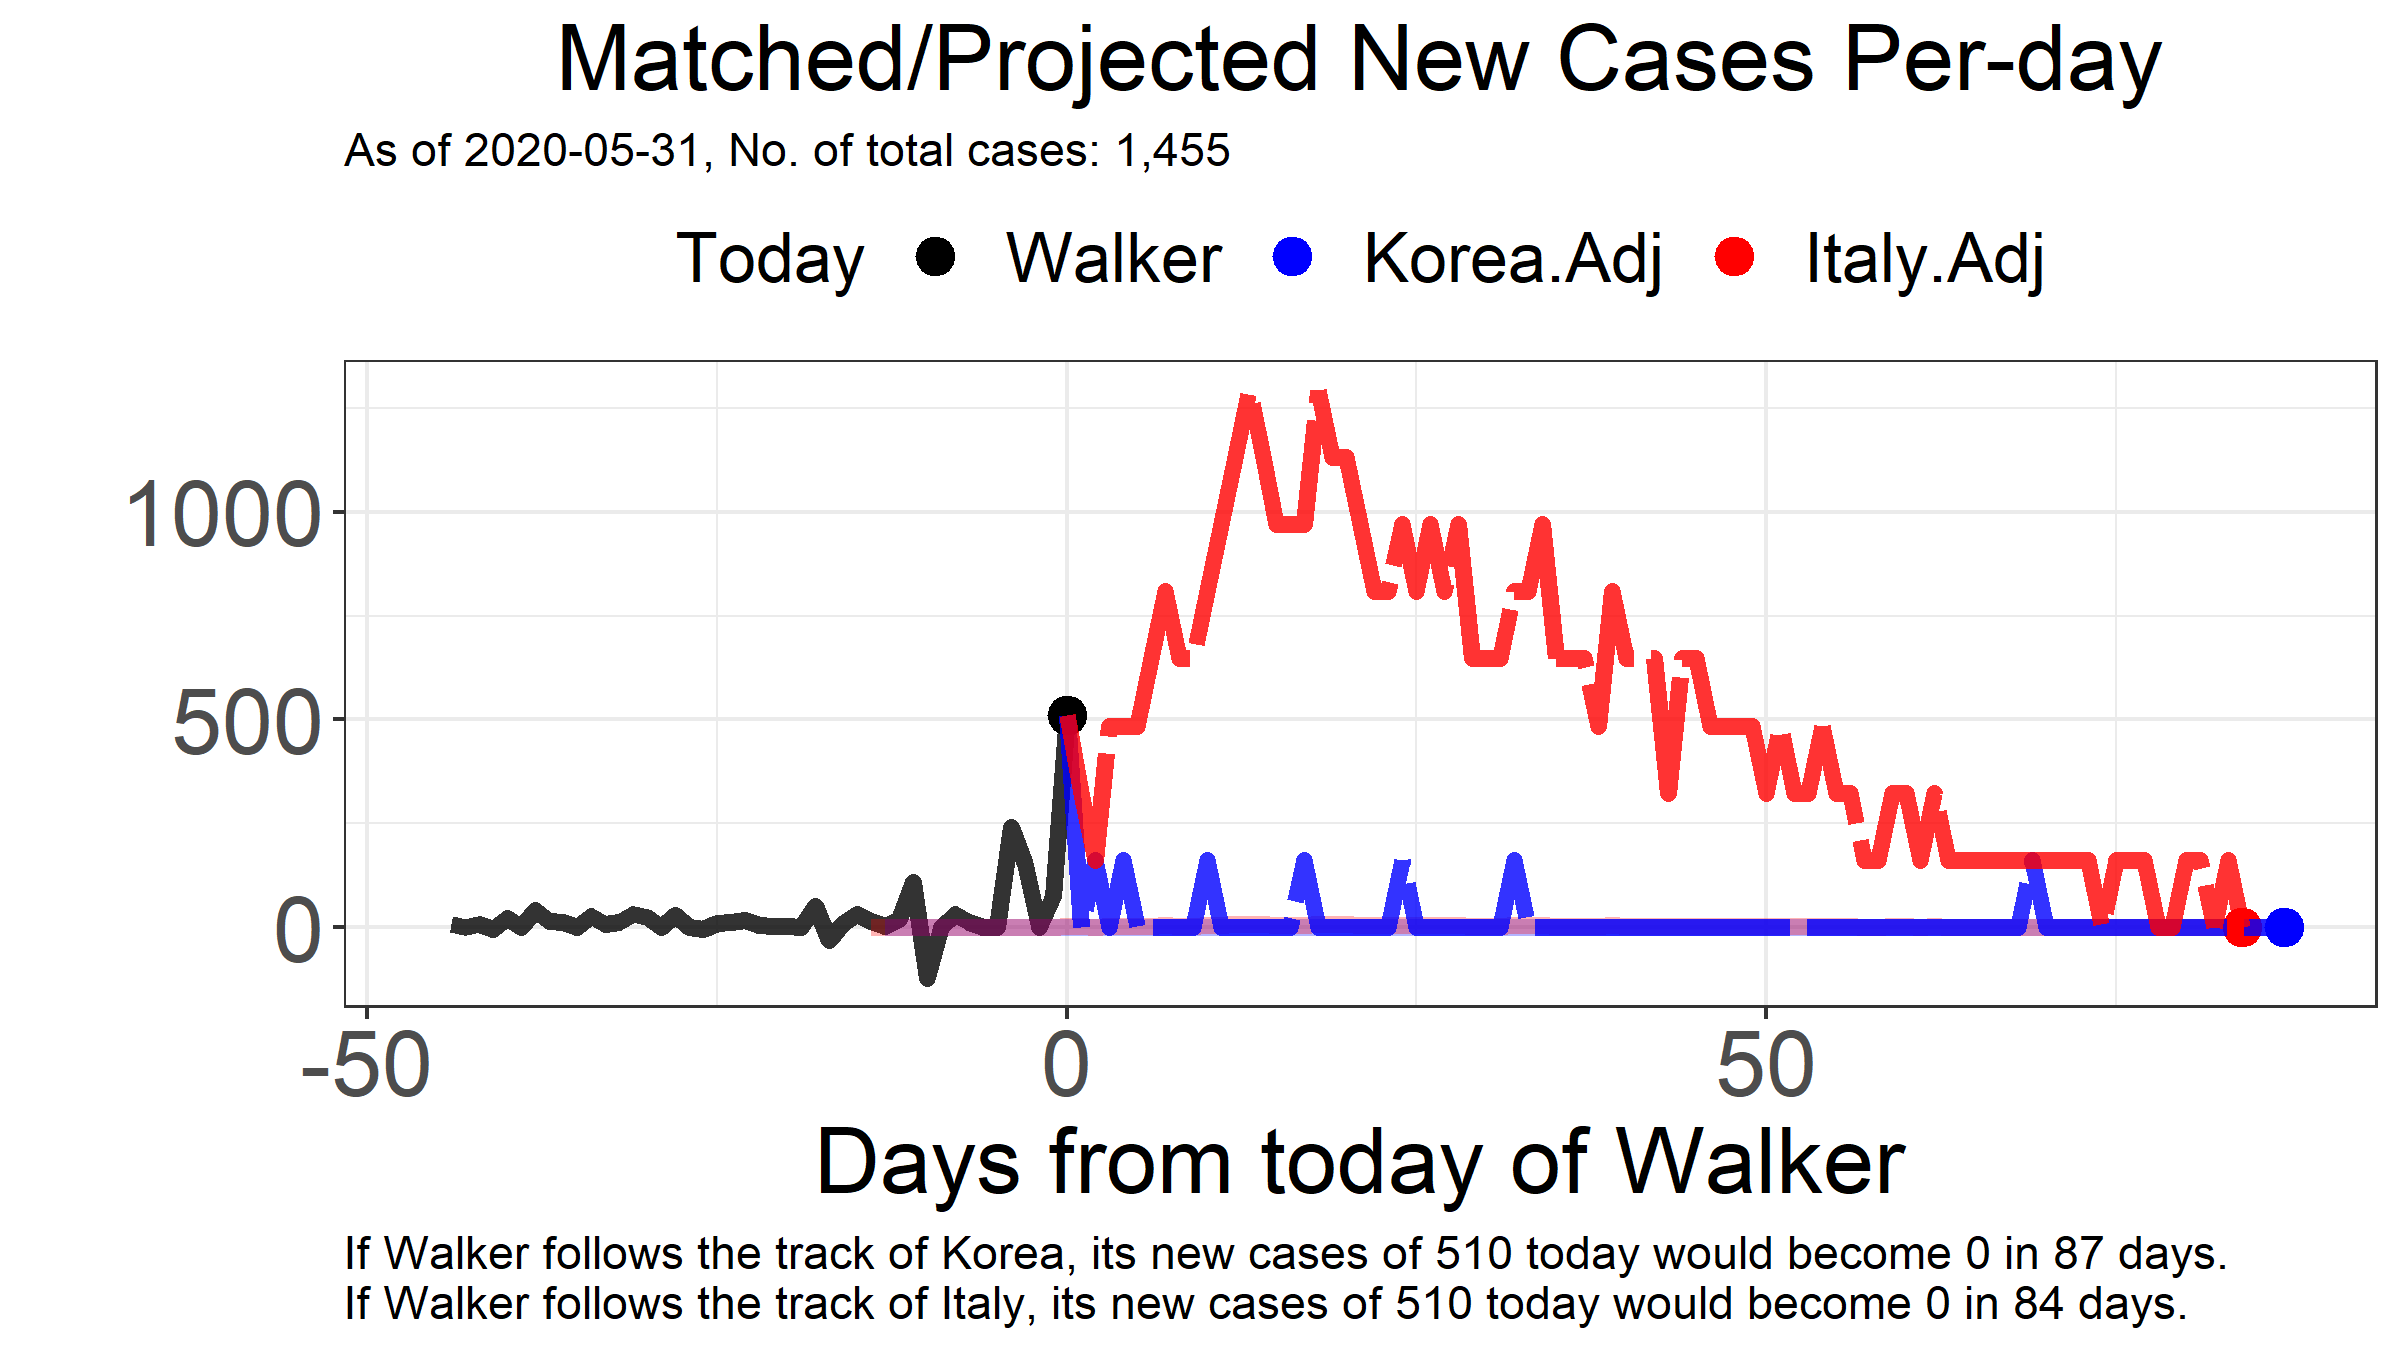 Matched/Projected New Cases Per-day
As of 2020-05-31, No. of total cases: 1,455
Today Walker Korea.Adj Italy.Adj
1000
500
0
-50 0 50
Days from today of Walker
If Walker follows the track of Korea, its new cases of 510 today would become 0 in 87 days.
If Walker follows the track of Italy, its new cases of 510 today would become 0 in 84 days.